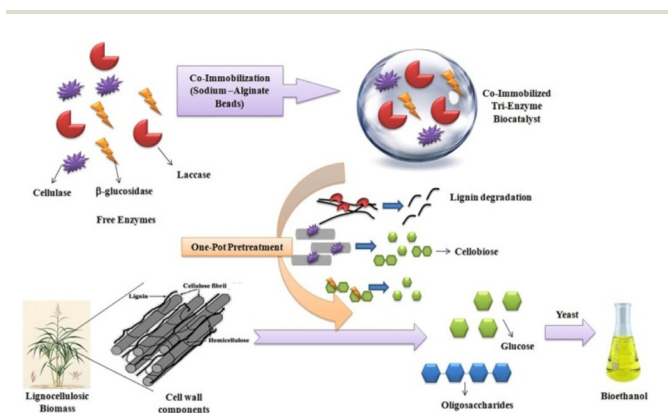 Co-Immobilization
(Sodium–Alginate
Beads)
Co-Immobilized
Tri-Enzyme
Biocatalyst
Cellulase
β-glucosidase
Laccase
Free Enzymes
Lignin degradation
One-Pot Pretreatment
Cellobiose
Lignin
Cellulose fibril
Hemicellulose
Lignocellulosic
Biomass
Cell wall
components
Glucose
Oligosaccharides
Yeast
Bioethanol